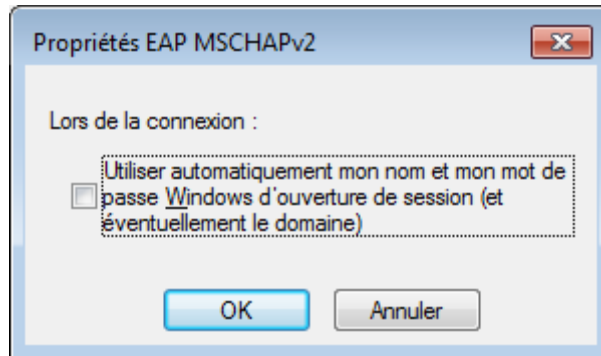 Propriétés EAP MSCHAPv2
Lors de la connexion :
Utiliser automatiquement mon nom et mon mot de
passe Windows d'ouverture de session (et
éventuellement le domaine)
OK
Annuler